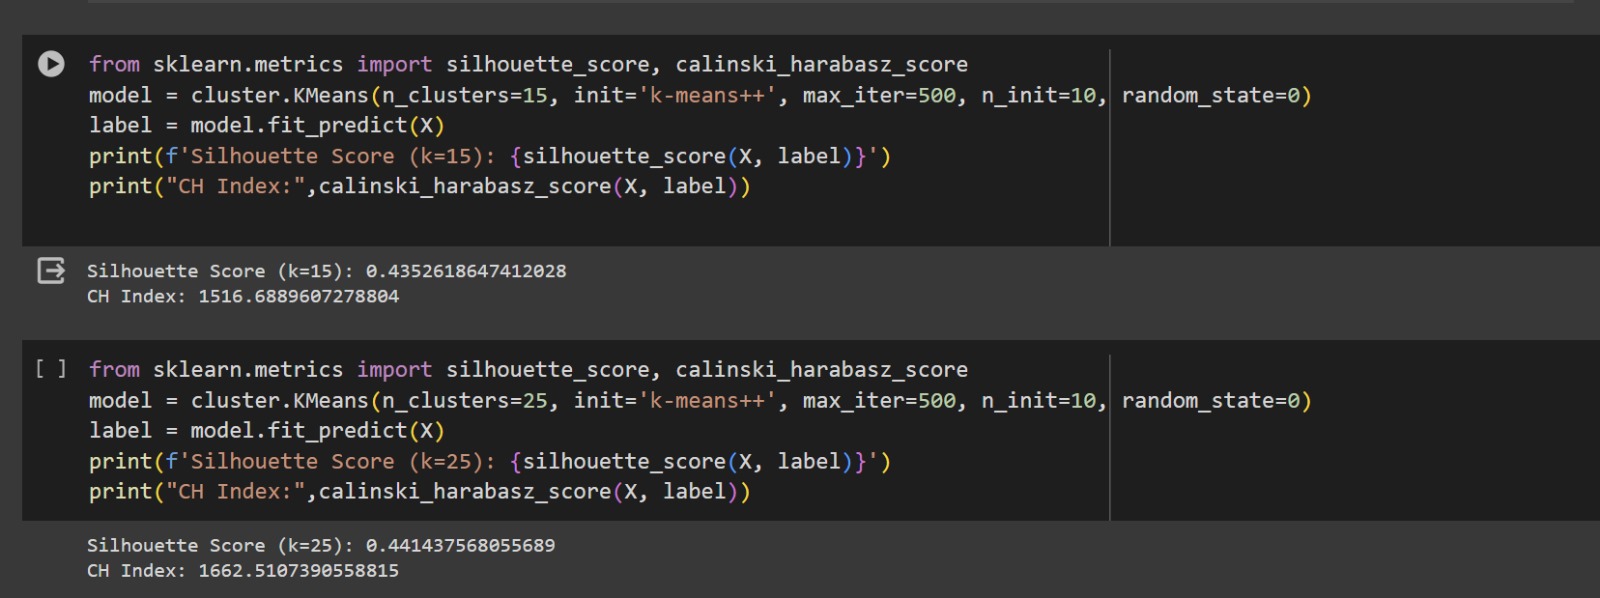 from sklearn.metrics import silhouette_score, calinski_harabasz_score
model = cluster.KMeans(n_clusters=15, init='k-means++', max_iter=500, n_init=10, random_state=0)
label = model.fit_predict(X)
print(f'Silhouette Score (k=15): {silhouette_score(X, label)}')
print("CH Index:",calinski_harabasz_score(X, label))
Silhouette Score (k=15): 0.4352618647412028
CH Index: 1516.6889607278804
[ ] from sklearn.metrics import silhouette_score, calinski_harabasz_score
model = cluster.KMeans(n_clusters=25, init='k-means++', max_iter=500, n_init=10, random_state=0)
label = model.fit_predict(X)
print(f'Silhouette Score (k=25): {silhouette_score(X, label)}')
print("CH Index:",calinski_harabasz_score(X, label))
Silhouette Score (k=25): 0.441437568055689
CH Index: 1662.5107390558815